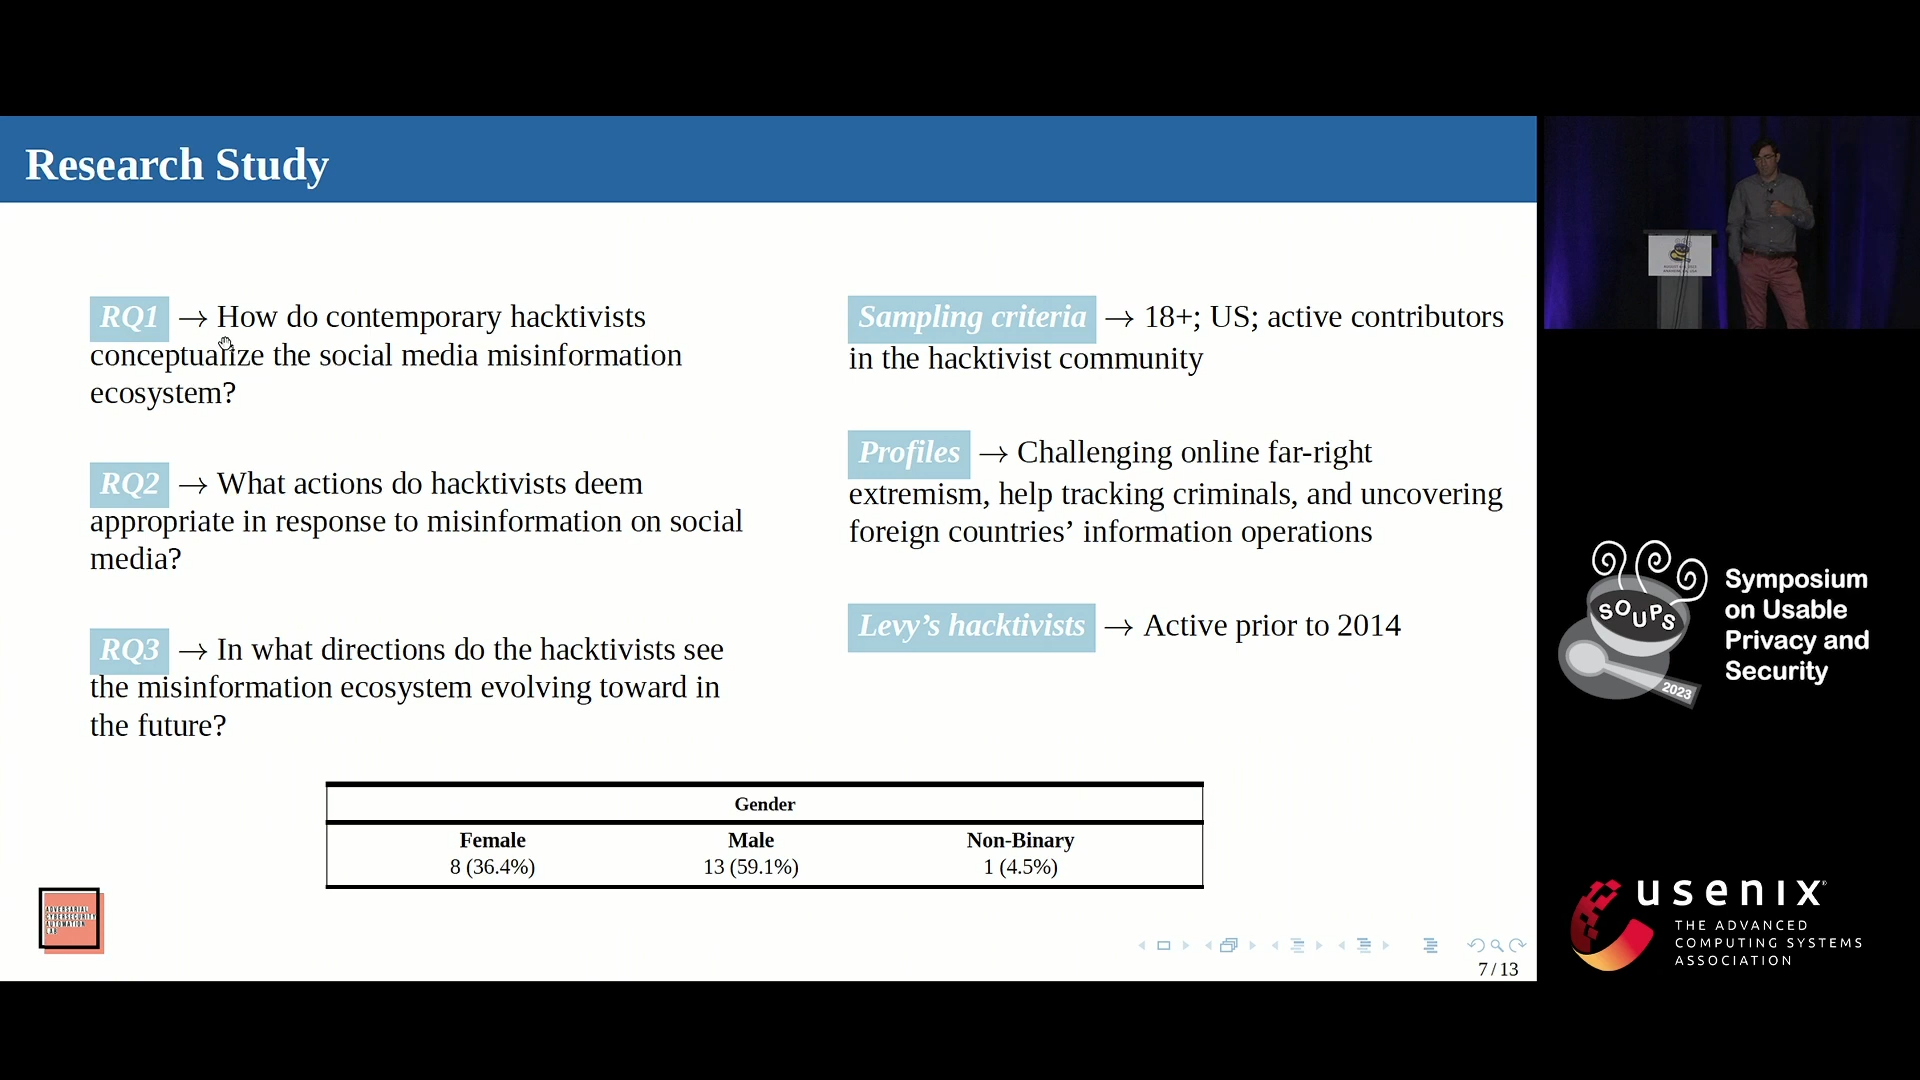 Research Study
RQ1 → How do contemporary hacktivists
conceptualize the social media misinformation
ecosystem?
RQ2 → What actions do hacktivists deem
appropriate in response to misinformation on social
media?
RQ3 → In what directions do the hacktivists see
the misinformation ecosystem evolving toward in
the future?
Sampling criteria → 18+; US; active contributors
in the hacktivist community
Profiles → Challenging online far-right
extremism, help tracking criminals, and uncovering
foreign countries’ information operations
Levy’s hacktivists → Active prior to 2014
Gender
Female Male Non-Binary
8 (36.4%) 13 (59.1%) 1 (4.5%)
ADVERSARIAL
CYBERSECURITY
AUTOMATION
LAB
7 / 13
SOUPS
2023
Symposium
on Usable
Privacy and
Security
usenix
THE ADVANCED
COMPUTING SYSTEMS
ASSOCIATION